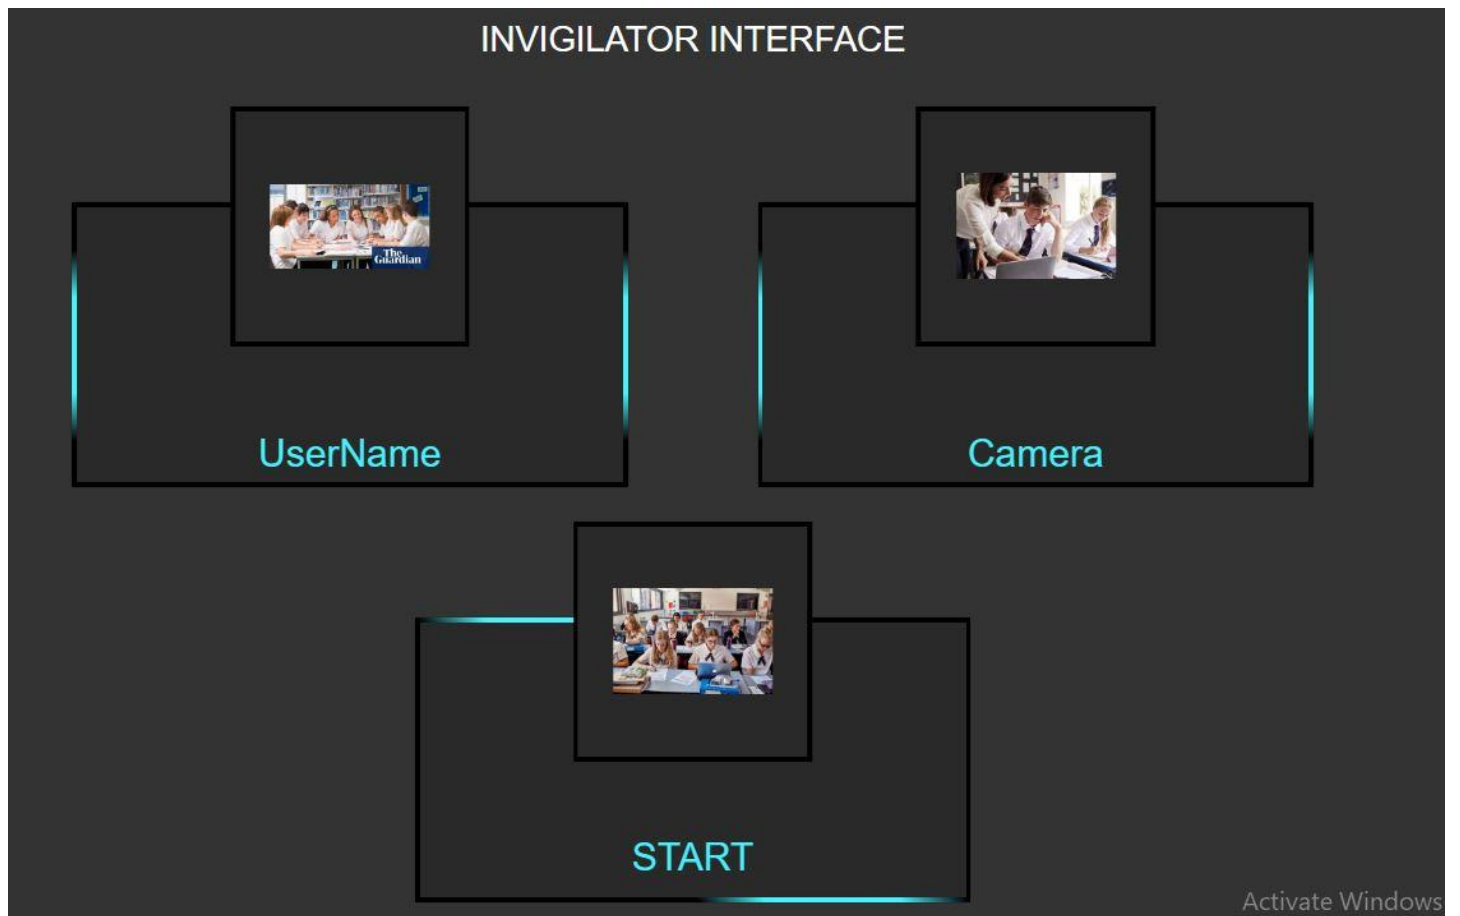 INVIGILATOR INTERFACE
The
Guardian
UserName
Camera
START
Activate Windows